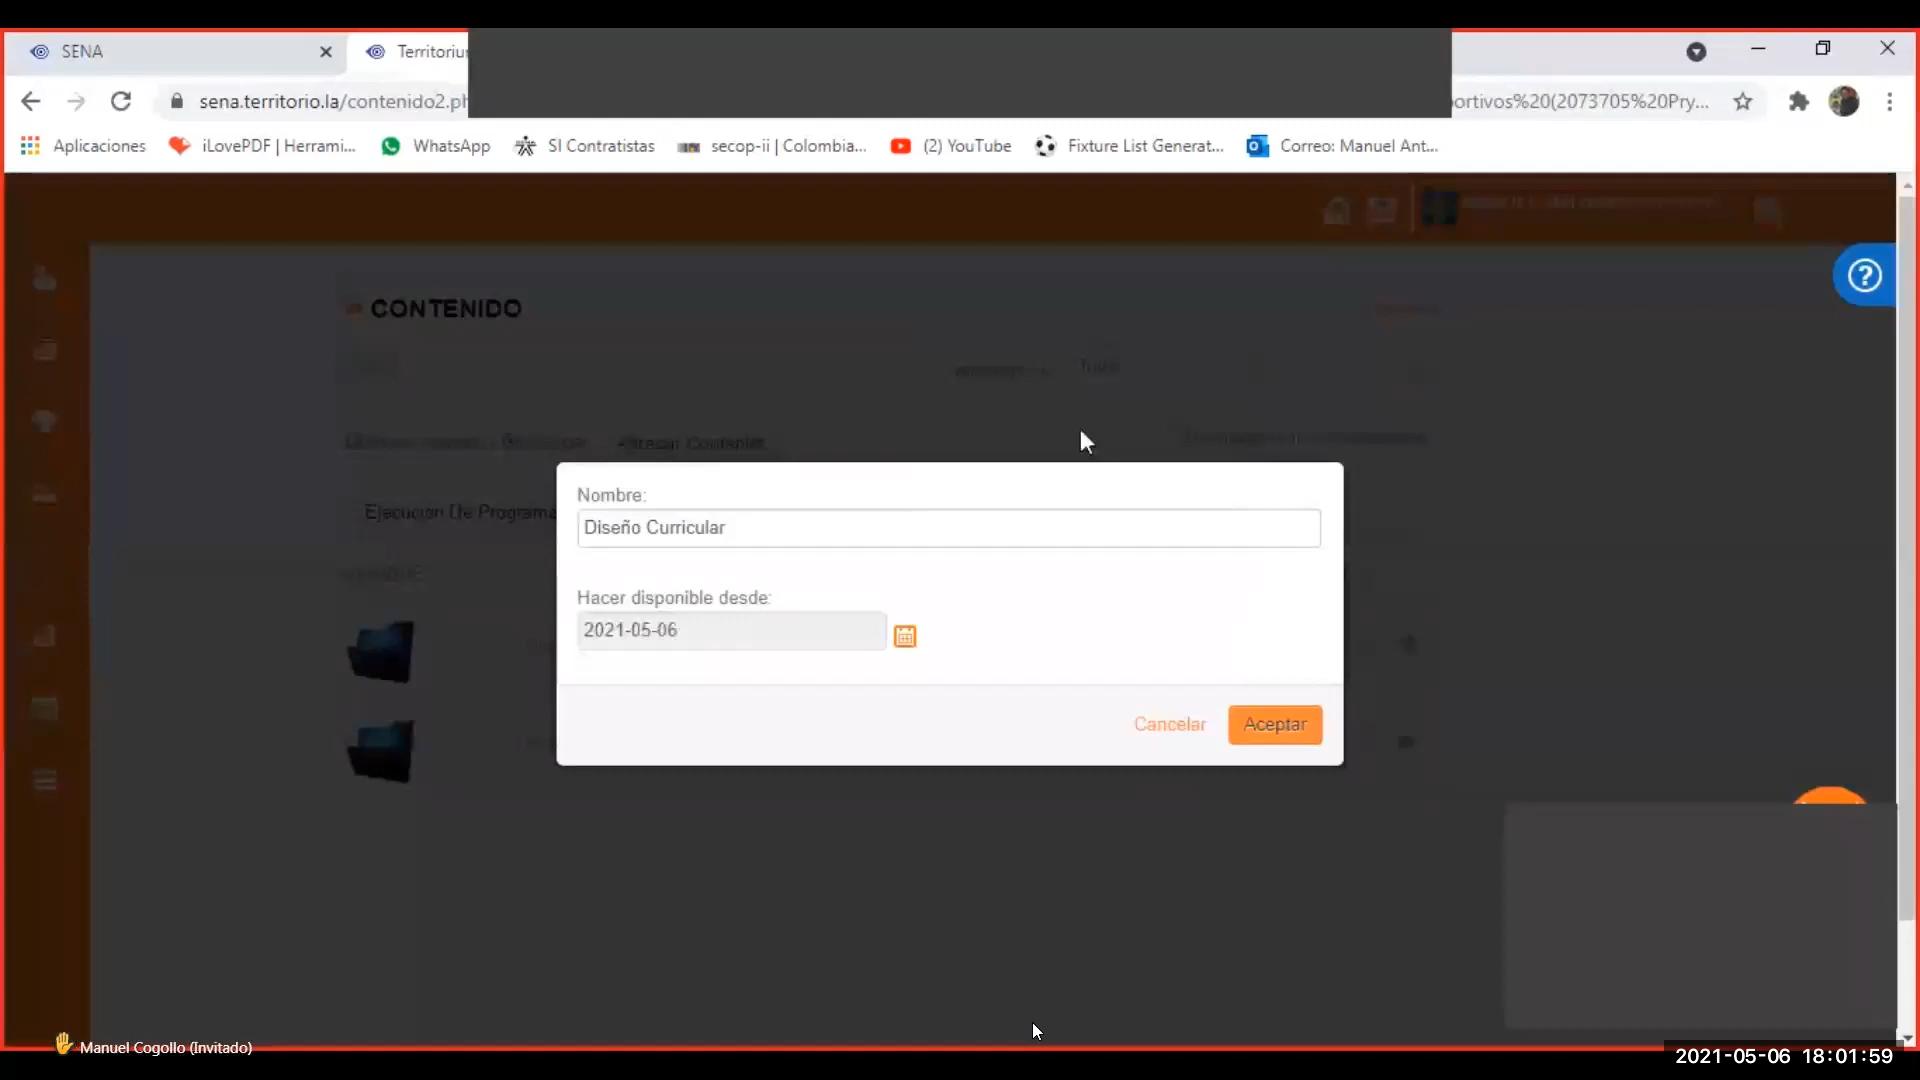 SENA
Territoriu
sena.territorio.la/contenido2.ph
ortivos%20(2073705%20Pry...
Aplicaciones
iLovePDF | Herrami...
WhatsApp
SI Contratistas
secop-ii | Colombia...
(2) YouTube
Fixture List Generat...
Correo: Manuel Ant...
CONTENIDO
Ejecución De Programa
Nombre:
Diseño Curricular
Hacer disponible desde:
2021-05-06
Cancelar
Aceptar
Manuel Cogollo (Invitado)
2021-05-06 18:01:59